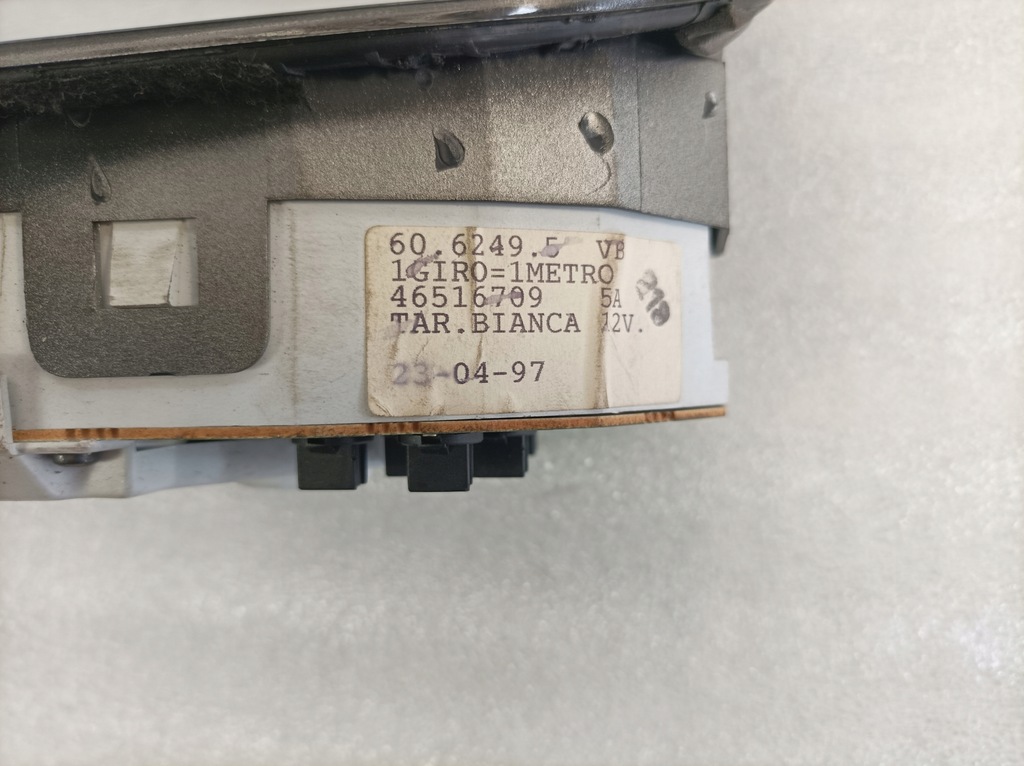 60.6249.5 VB
1GIRO=1METRO
46516709 5A
TAR.BIANCA 12V.
23-04-97